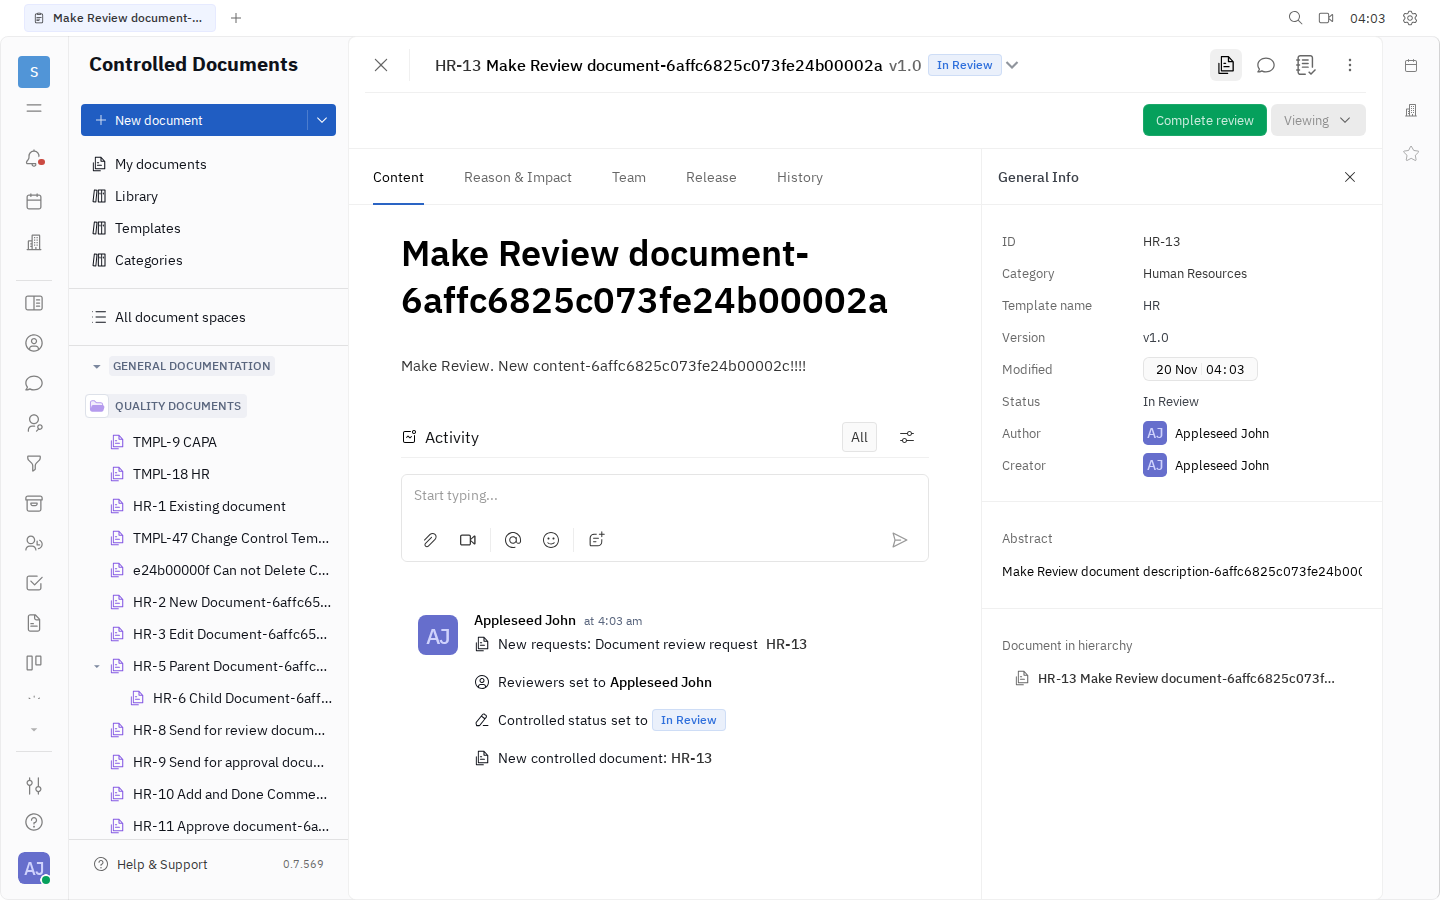 Make Review document-...
04:03
S
Controlled Documents
New document
My documents
Library
Templates
Categories
All document spaces
GENERAL DOCUMENTATION
QUALITY DOCUMENTS
TMPL-9 CAPA
TMPL-18 HR
HR-1 Existing document
TMPL-47 Change Control Tem...
e24b00000f Can not Delete C...
HR-2 New Document-6affc65...
HR-3 Edit Document-6affc65...
HR-5 Parent Document-6affc...
HR-6 Child Document-6aff...
HR-8 Send for review docum...
HR-9 Send for approval docu...
HR-10 Add and Done Comme...
HR-11 Approve document-6a...
Help & Support 0.7.569
AJ
HR-13 Make Review document-6affc6825c073fe24b00002a v1.0 In Review
Complete review
Viewing
Content
Reason & Impact
Team
Release
History
Make Review document-
6affc6825c073fe24b00002a
Make Review. New content-6affc6825c073fe24b00002c!!!!
Activity
All
Start typing...
AJ
Appleseed John at 4:03 am
New requests: Document review request HR-13
Reviewers set to Appleseed John
Controlled status set to In Review
New controlled document: HR-13
General Info
ID HR-13
Category Human Resources
Template name HR
Version v1.0
Modified 20 Nov 04:03
Status In Review
Author AJ Appleseed John
Creator AJ Appleseed John
Abstract
Make Review document description-6affc6825c073fe24b000
Document in hierarchy
HR-13 Make Review document-6affc6825c073f...